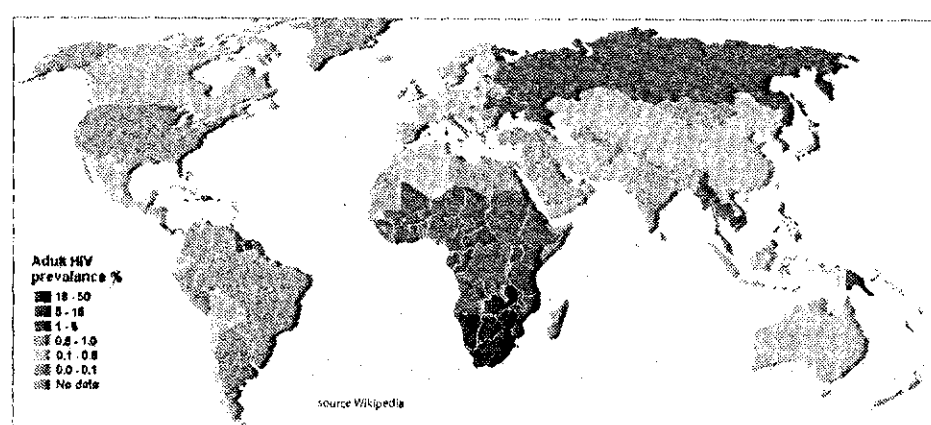 Adult HIV
prevalance %
15 - 50
5 - 15
1 - 5
0.5 - 1.0
0.1 - 0.5
0.0 - 0.1
No data
source Wikipedia